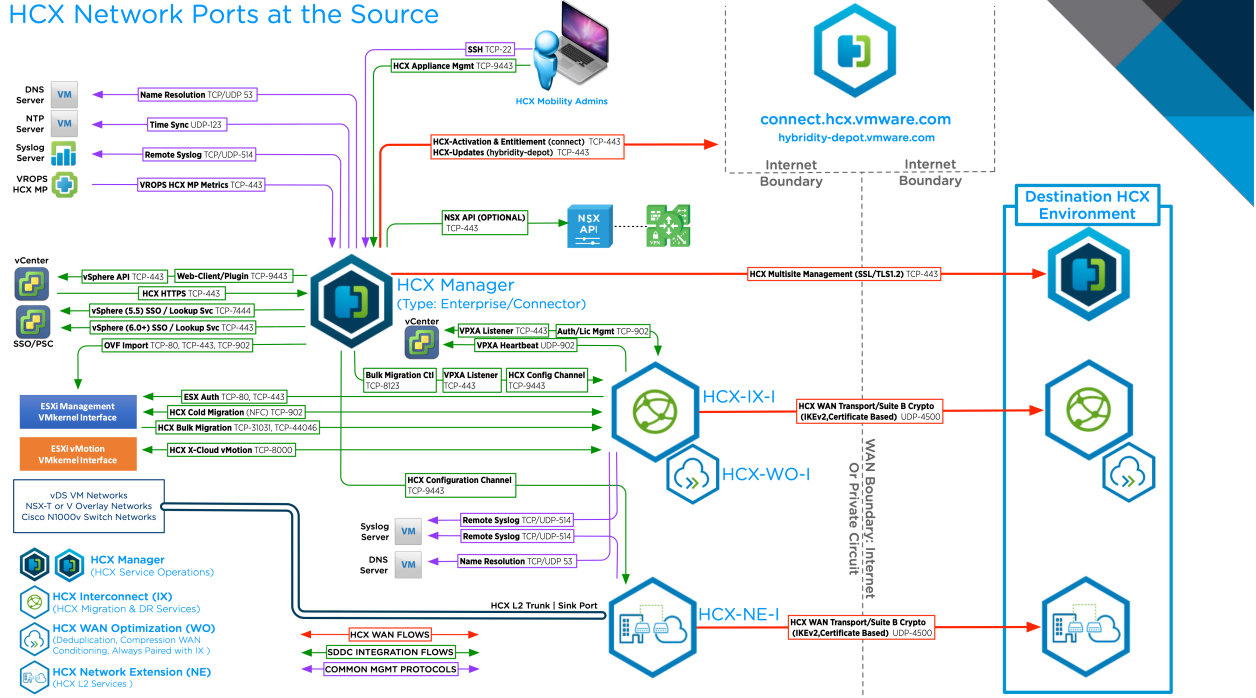 HCX Network Ports at the Source
SSH TCP-22
HCX Appliance Mgmt TCP-9443
HCX Mobility Admins
DNS
Server
VM
Name Resolution TCP/UDP 53
NTP
Server
VM
Time Sync UDP-123
Syslog
Server
Remote Syslog TCP/UDP-514
VROPS
HCX MP
VROPS HCX MP Metrics TCP-443
HCX-Activation & Entitlement (connect) TCP-443
HCX-Updates (hybridity-depot) TCP-443
connect.hcx.vmware.com
hybridity-depot.vmware.com
Internet
Boundary
Internet
Boundary
NSX API (OPTIONAL)
TCP-443
NSX
API
VPN
Destination HCX
Environment
vCenter
vSphere API TCP-443
Web-Client/Plugin TCP-9443
HCX HTTPS TCP-443
vSphere (5.5) SSO / Lookup Svc TCP-7444
vSphere (6.0+) SSO / Lookup Svc TCP-443
SSO/PSC
OVF Import TCP-80, TCP-443, TCP-902
HCX Manager
(Type: Enterprise/Connector)
HCX Multisite Management (SSL/TLS1.2) TCP-443
vCenter
VPXA Listener TCP-443
Auth/Lic Mgmt TCP-902
VPXA Heartbeat UDP-902
Bulk Migration Ctl
TCP-8123
VPXA Listener
TCP-443
HCX Config Channel
TCP-9443
ESXi Management
VMkernel Interface
ESX Auth TCP-80, TCP-443
HCX Cold Migration (NFC) TCP-902
HCX Bulk Migration TCP-31031, TCP-44046
ESXi vMotion
VMkernel Interface
HCX X-Cloud vMotion TCP-8000
HCX-IX-I
HCX WAN Transport/Suite B Crypto
(IKEv2,Certificate Based) UDP-4500
HCX-WO-I
WAN Boundary: Internet
Or Private Circuit
HCX Configuration Channel
TCP-9443
vDS VM Networks
NSX-T or V Overlay Networks
Cisco N1000v Switch Networks
Syslog
Server
VM
Remote Syslog TCP/UDP-514
Remote Syslog TCP/UDP-514
DNS
Server
VM
Name Resolution TCP/UDP 53
HCX Manager
(HCX Service Operations)
HCX Interconnect (IX)
(HCX Migration & DR Services)
HCX WAN Optimization (WO)
(Deduplication, Compression WAN
Conditioning, Always Paired with IX )
HCX Network Extension (NE)
(HCX L2 Services )
HCX L2 Trunk | Sink Port
HCX-NE-I
HCX WAN Transport/Suite B Crypto
(IKEv2,Certificate Based) UDP-4500
HCX WAN FLOWS
SDDC INTEGRATION FLOWS
COMMON MGMT PROTOCOLS